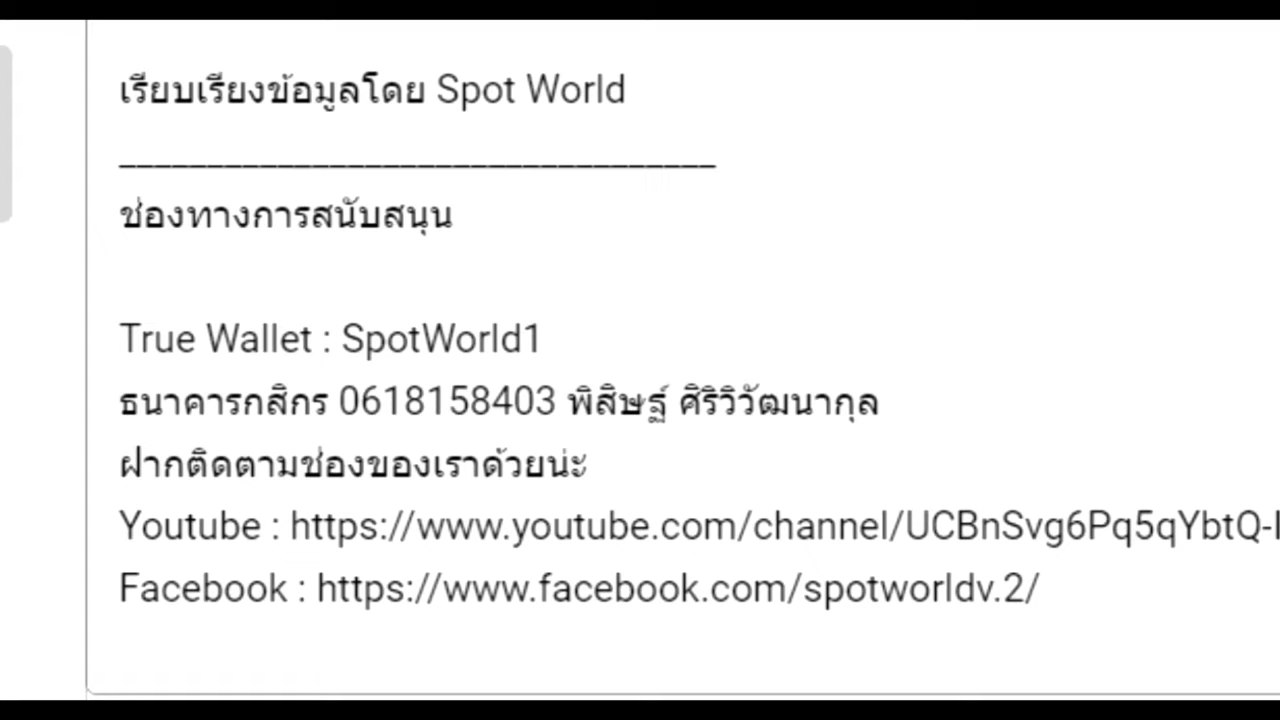 เรียบเรียงข้อมูลโดย Spot World
__________________________________
ช่องทางการสนับสนุน
True Wallet : SpotWorld1
ธนาคารกสิกร 0618158403 พิสิษฐ์ ศิริวิวัฒนากุล
ฝากติดตามช่องของเราด้วยน่ะ
Youtube : https://www.youtube.com/channel/UCBnSvg6Pq5qYbtQ-
Facebook : https://www.facebook.com/spotworldv.2/